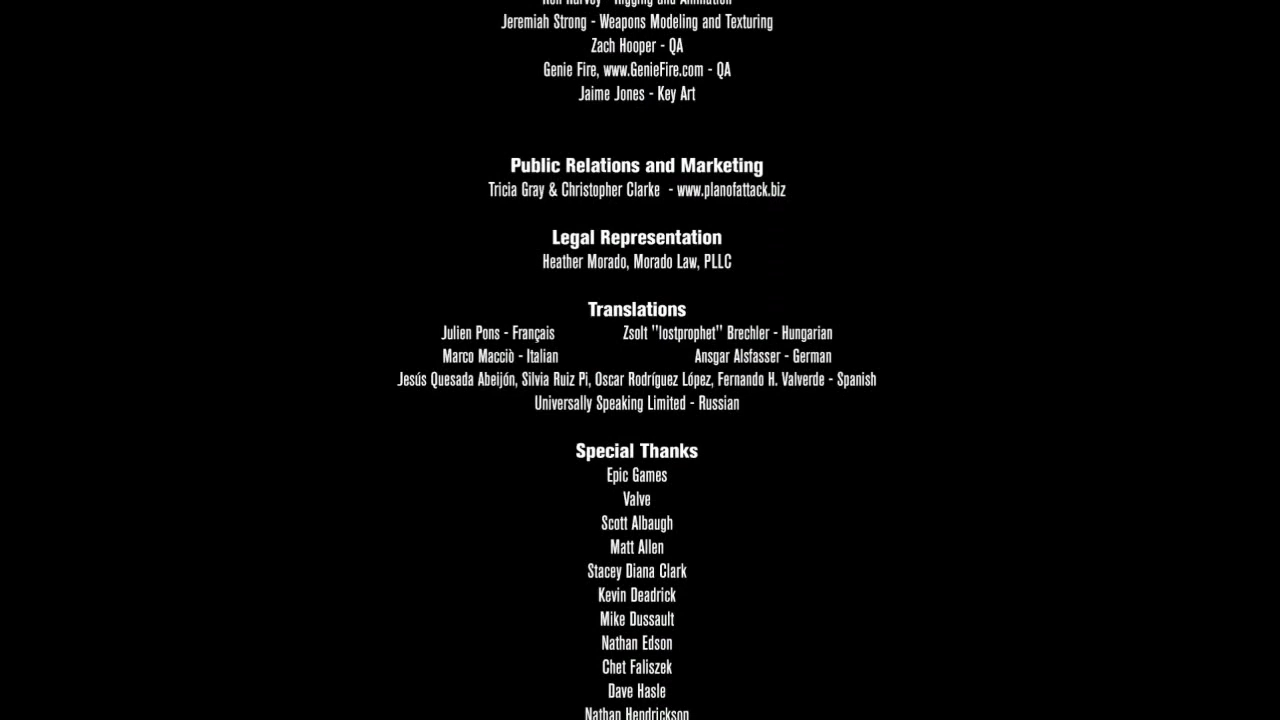 Jeremiah Strong - Weapons Modeling and Texturing
Zach Hooper - QA
Genie Fire, www.GenieFire.com - QA
Jaime Jones - Key Art
Public Relations and Marketing
Tricia Gray & Christopher Clarke - www.planofattack.biz
Legal Representation
Heather Morado, Morado Law, PLLC
Translations
Julien Pons - Français Zsolt "lostprophet" Brechler - Hungarian
Marco Macciò - Italian Ansgar Alsfasser - German
Jesús Quesada Abeijón, Silvia Ruiz Pi, Oscar Rodríguez López, Fernando H. Valverde - Spanish
Universally Speaking Limited - Russian
Special Thanks
Epic Games
Valve
Scott Albaugh
Matt Allen
Stacey Diana Clark
Kevin Deadrick
Mike Dussault
Nathan Edson
Chet Faliszek
Dave Hasle
Nathan Hendrickson